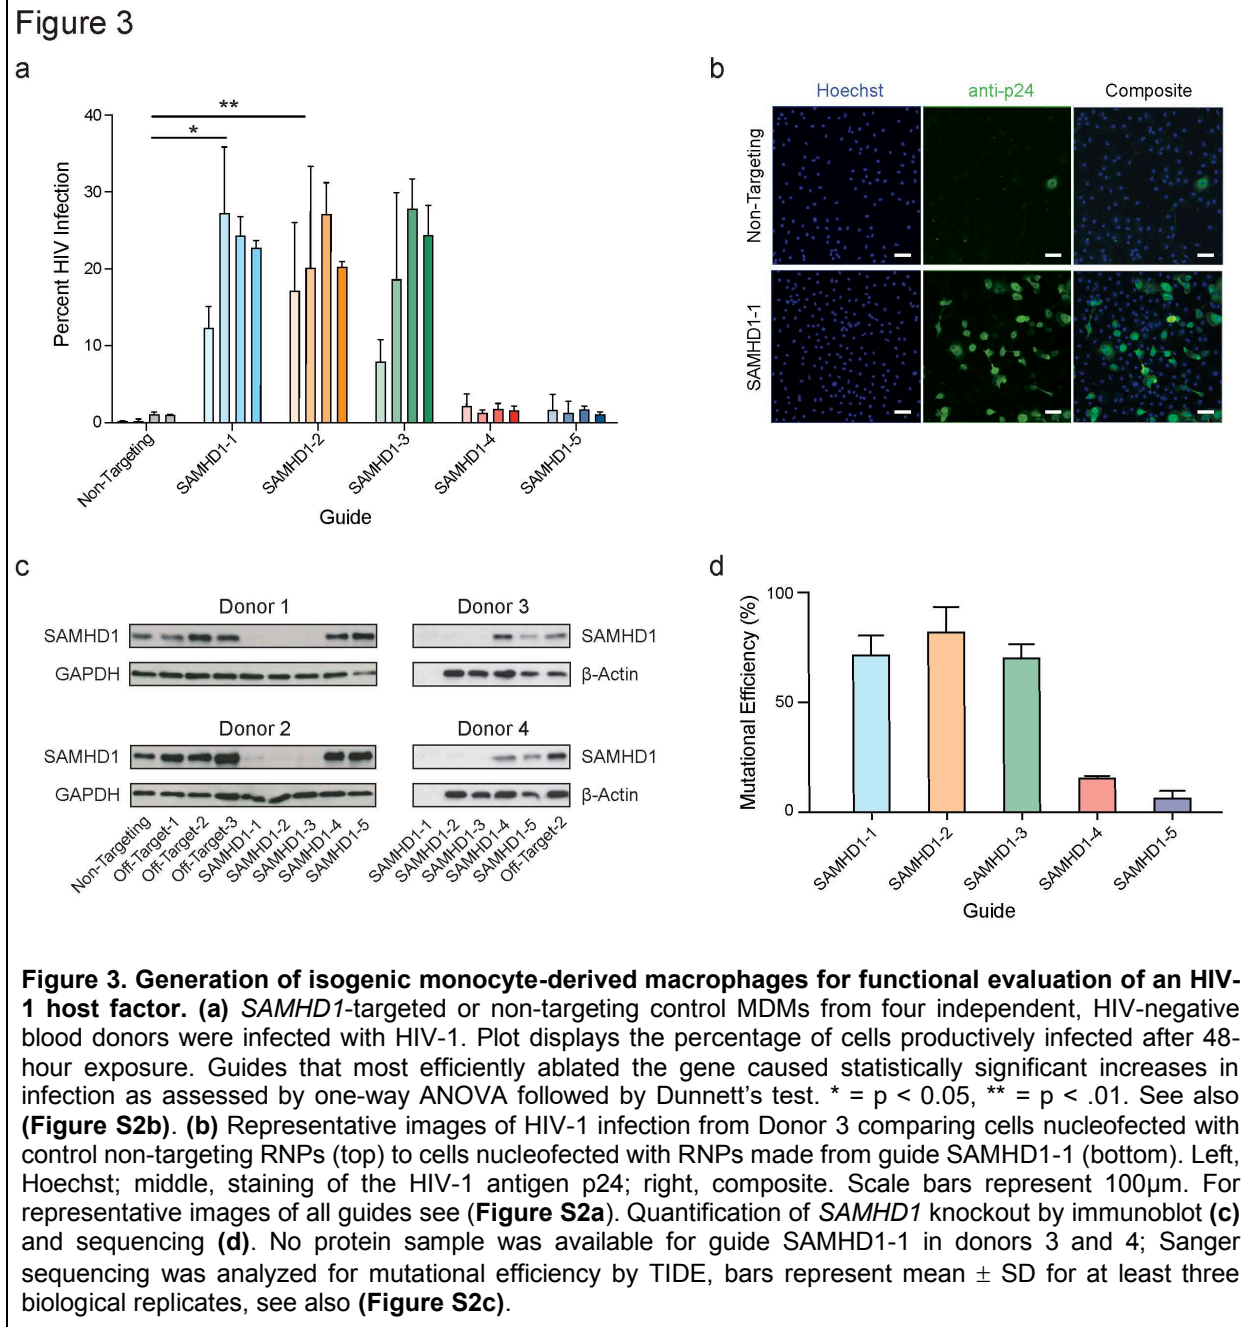 Figure 3
a
**
*
40
30
20
10
0
Percent HIV Infection
Non-Targeting
SAMHD1-1
SAMHD1-2
SAMHD1-3
SAMHD1-4
SAMHD1-5
Guide
b
Hoechst anti-p24 Composite
Non-Targeting
SAMHD1-1
c
Donor 1
SAMHD1
GAPDH
Donor 2
SAMHD1
GAPDH
Non-Targeting
Off-Target-1
Off-Target-2
Off-Target-3
SAMHD1-1
SAMHD1-2
SAMHD1-3
SAMHD1-4
SAMHD1-5
Donor 3
SAMHD1
β-Actin
Donor 4
SAMHD1
β-Actin
SAMHD1-1
SAMHD1-2
SAMHD1-3
SAMHD1-4
SAMHD1-5
Off-Target-2
d
100
50
0
Mutational Efficiency (%)
SAMHD1-1
SAMHD1-2
SAMHD1-3
SAMHD1-4
SAMHD1-5
Guide
Figure 3. Generation of isogenic monocyte-derived macrophages for functional evaluation of an HIV-
1 host factor. (a) SAMHD1-targeted or non-targeting control MDMs from four independent, HIV-negative
blood donors were infected with HIV-1. Plot displays the percentage of cells productively infected after 48-
hour exposure. Guides that most efficiently ablated the gene caused statistically significant increases in
infection as assessed by one-way ANOVA followed by Dunnett’s test. * = p < 0.05, ** = p < .01. See also
(Figure S2b). (b) Representative images of HIV-1 infection from Donor 3 comparing cells nucleofected with
control non-targeting RNPs (top) to cells nucleofected with RNPs made from guide SAMHD1-1 (bottom). Left,
Hoechst; middle, staining of the HIV-1 antigen p24; right, composite. Scale bars represent 100µm. For
representative images of all guides see (Figure S2a). Quantification of SAMHD1 knockout by immunoblot (c)
and sequencing (d). No protein sample was available for guide SAMHD1-1 in donors 3 and 4; Sanger
sequencing was analyzed for mutational efficiency by TIDE, bars represent mean ± SD for at least three
biological replicates, see also (Figure S2c).